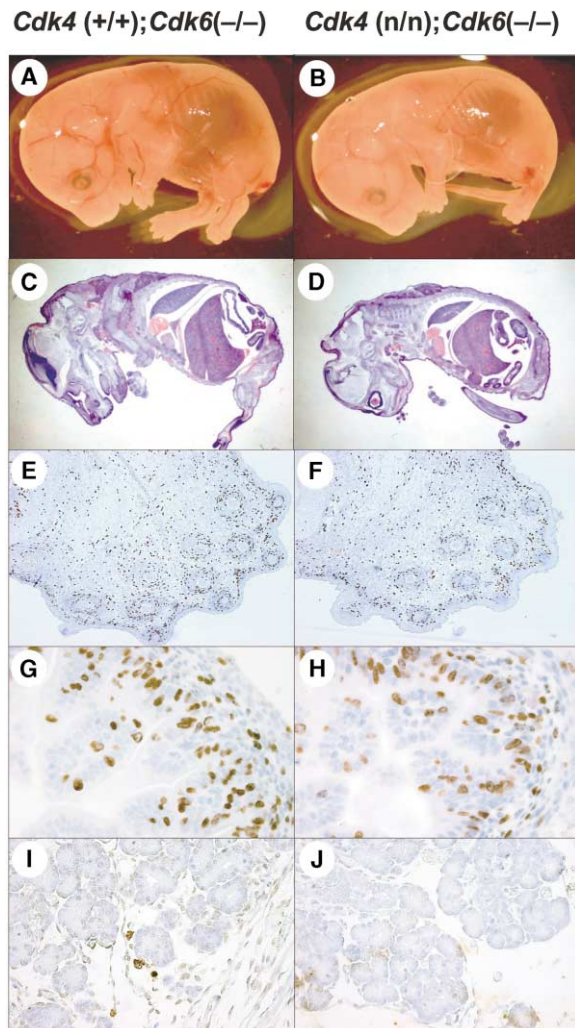 Cdk4 (+/+);Cdk6(–/–) Cdk4 (n/n);Cdk6(–/–)
A B
C D
E F
G H
I J